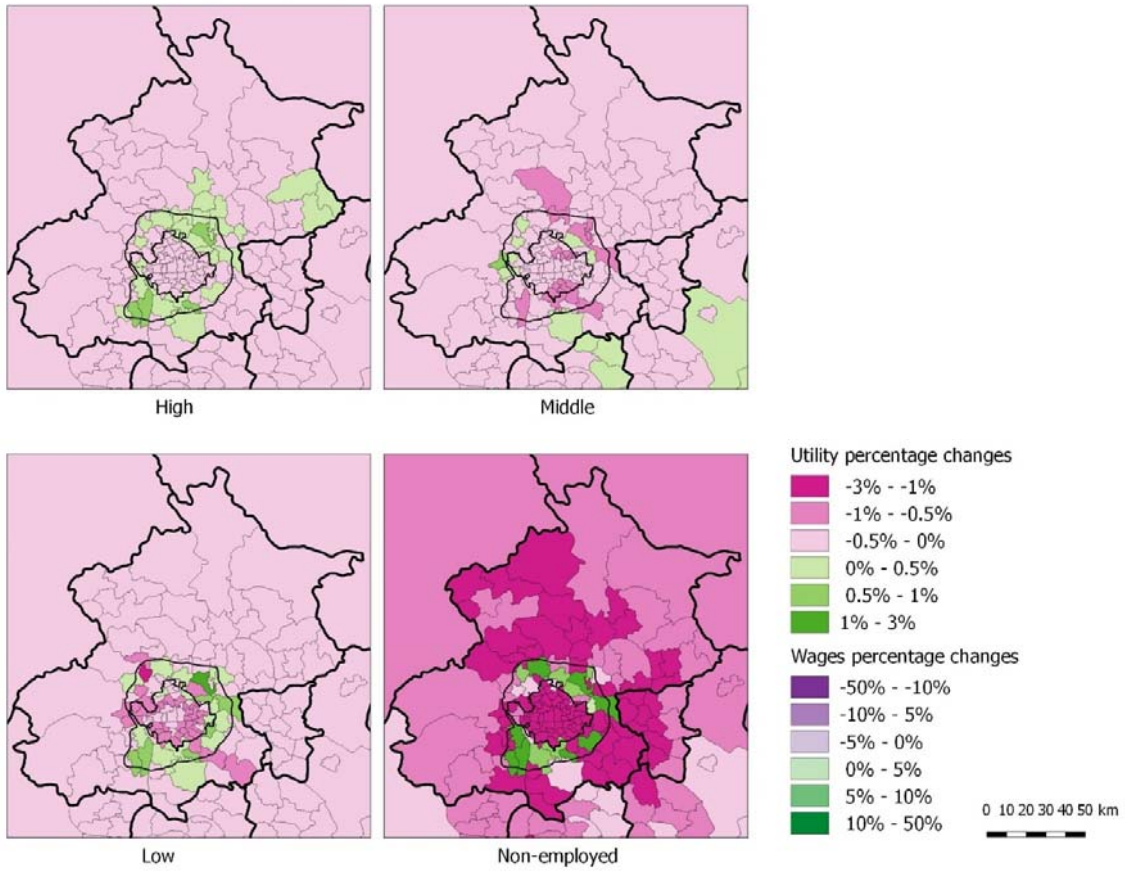 High
Middle
Low
Non-employed
Utility percentage changes
-3% - -1%
-1% - -0.5%
-0.5% - 0%
0% - 0.5%
0.5% - 1%
1% - 3%
Wages percentage changes
-50% - -10%
-10% - 5%
-5% - 0%
0% - 5%
5% - 10%
10% - 50%
0 10 20 30 40 50 km